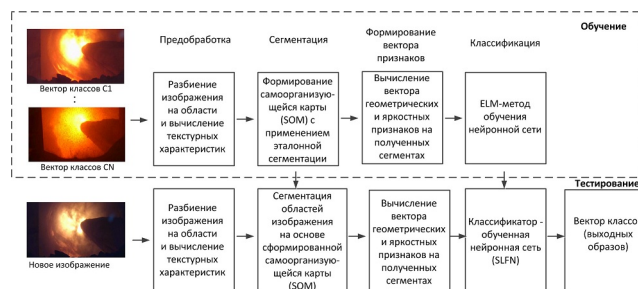 Обучение
Предобработка
Сегментация
Формирование
вектора
признаков
Классификация
Вектор классов C1
:
Вектор классов CN
Разбиение
изображения
на области
и вычисление
текстурных
характеристик
Формирование
самоорганизую-
щейся карты
(SOM) с
применением
эталонной
сегментации
Вычисление
вектора
геометрических
и яркостных
признаков на
полученных
сегментах
ELM-метод
обучения
нейронной сети
Тестирование
Новое изображение
Разбиение
изображения
на области
и вычисление
текстурных
характеристик
Сегментация
областей
изображения
на основе
сформированной
самоорганизу-
ющейся карты
(SOM)
Вычисление
вектора
геометрических
и яркостных
признаков на
полученных
сегментах
Классификатор -
обученная
нейронная сеть
(SLFN)
Вектор классов
(выходных
образов)